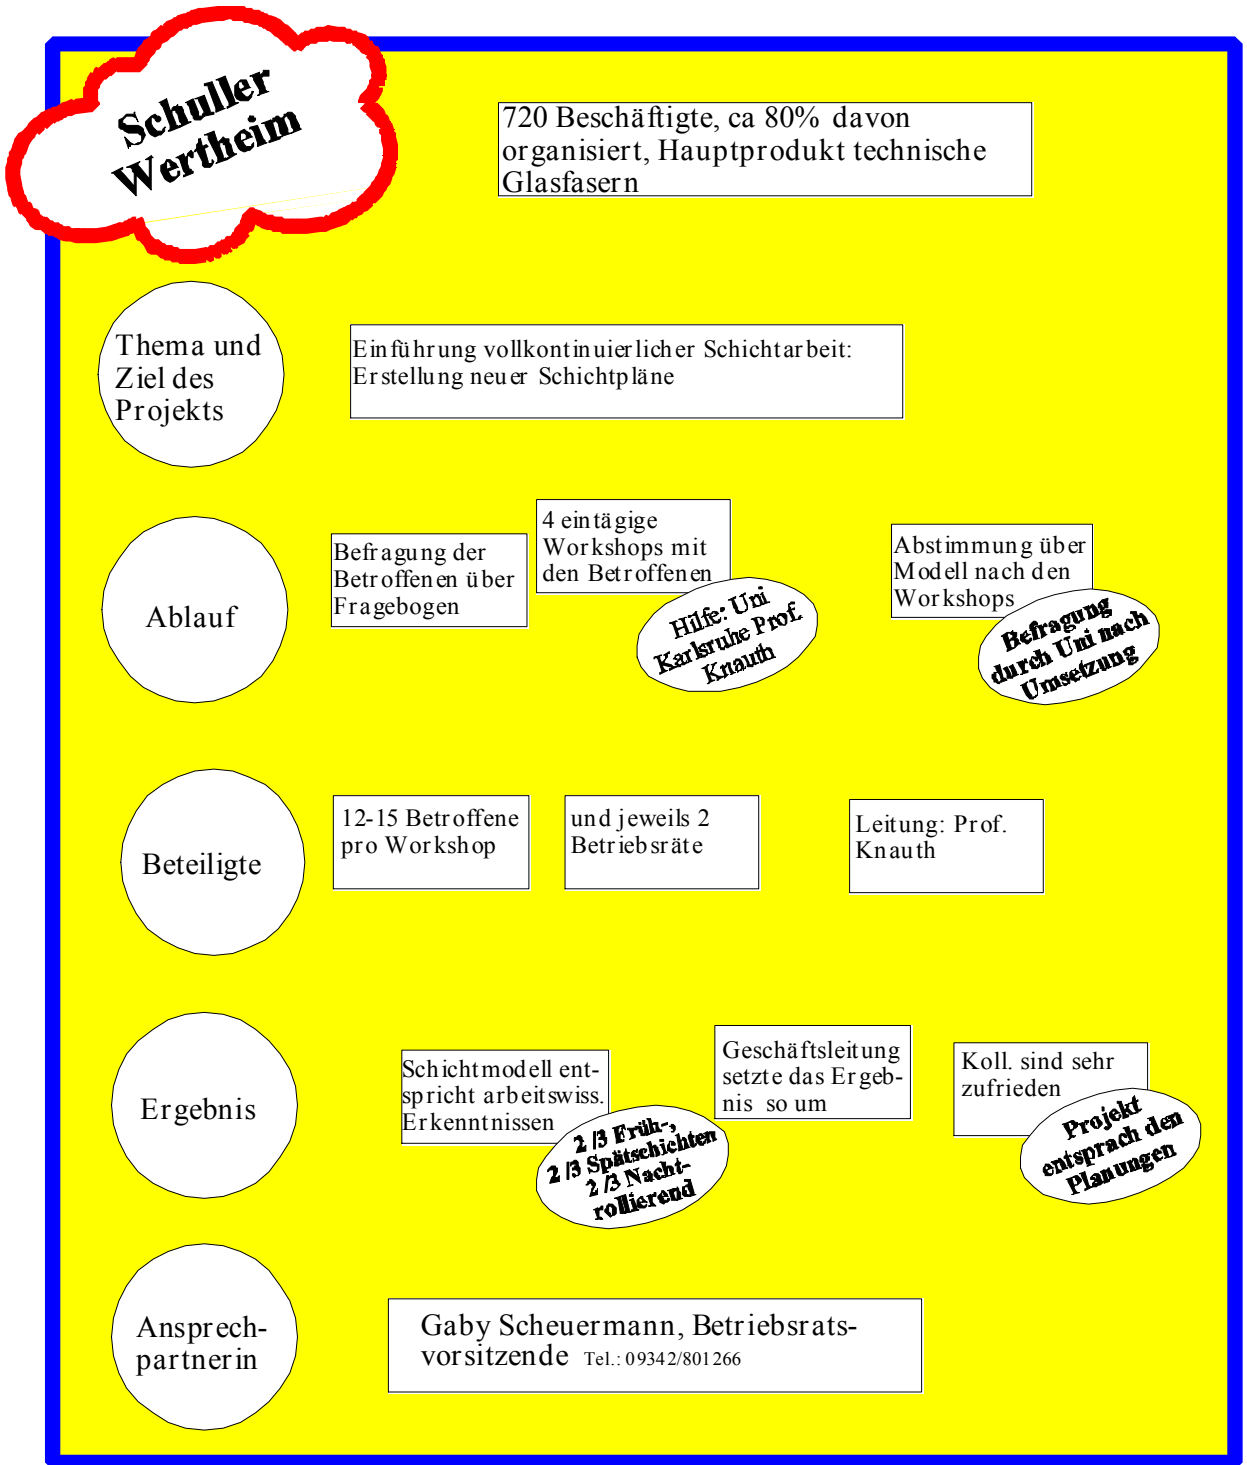 Schuller
Wertheim
720 Beschäftigte, ca 80% davon
organisiert, Hauptprodukt technische
Glasfasern
Thema und
Ziel des
Projekts
Einführung vollkontinuierlicher Schichtarbeit:
Erstellung neuer Schichtpläne
Ablauf
Befragung der
Betroffenen über
Fragebogen
4 eintägige
Workshops mit
den Betroffenen
Hilfe: Uni
Karlsruhe Prof.
Knauth
Abstimmung über
Modell nach den
Workshops
Befragung
durch Uni nach
Umsetzung
Beteiligte
12-15 Betroffene
pro Workshop
und jeweils 2
Betriebsräte
Leitung: Prof.
Knauth
Ergebnis
Schichtmodell ent-
spricht arbeitswiss.
Erkenntnissen
2 /3 Früh-,
2 /3 Spätschichten
2 /3 Nacht-
rollierend
Geschäftsleitung
setzte das Ergeb-
nis so um
Koll. sind sehr
zufrieden
Projekt
entsprach den
Planungen
Ansprech-
partnerin
Gaby Scheuermann, Betriebsrats-
vorsitzende Tel.: 09342/801266